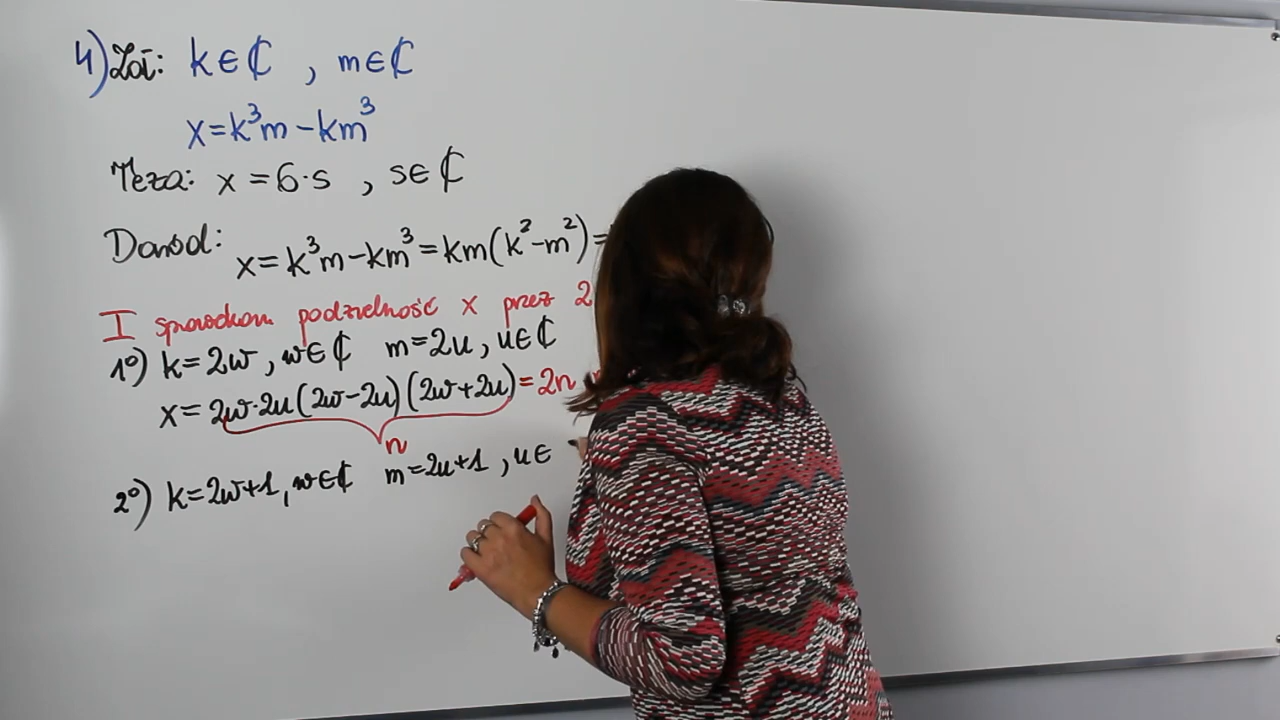 4) Zał: k∈ℂ , m∈ℂ
x=k³m-km³
Teza: x=6·s , s∈ℂ
Dowód: x=k³m-km³=km(k²-m²)=
I sprawdzam podzielność x przez 2
1°) k=2w, w∈ℂ m=2u, u∈ℂ
x=2w·2u(2w-2u)(2w+2u)=2n
n
2°) k=2w+1, w∈ℂ m=2u+1, u∈